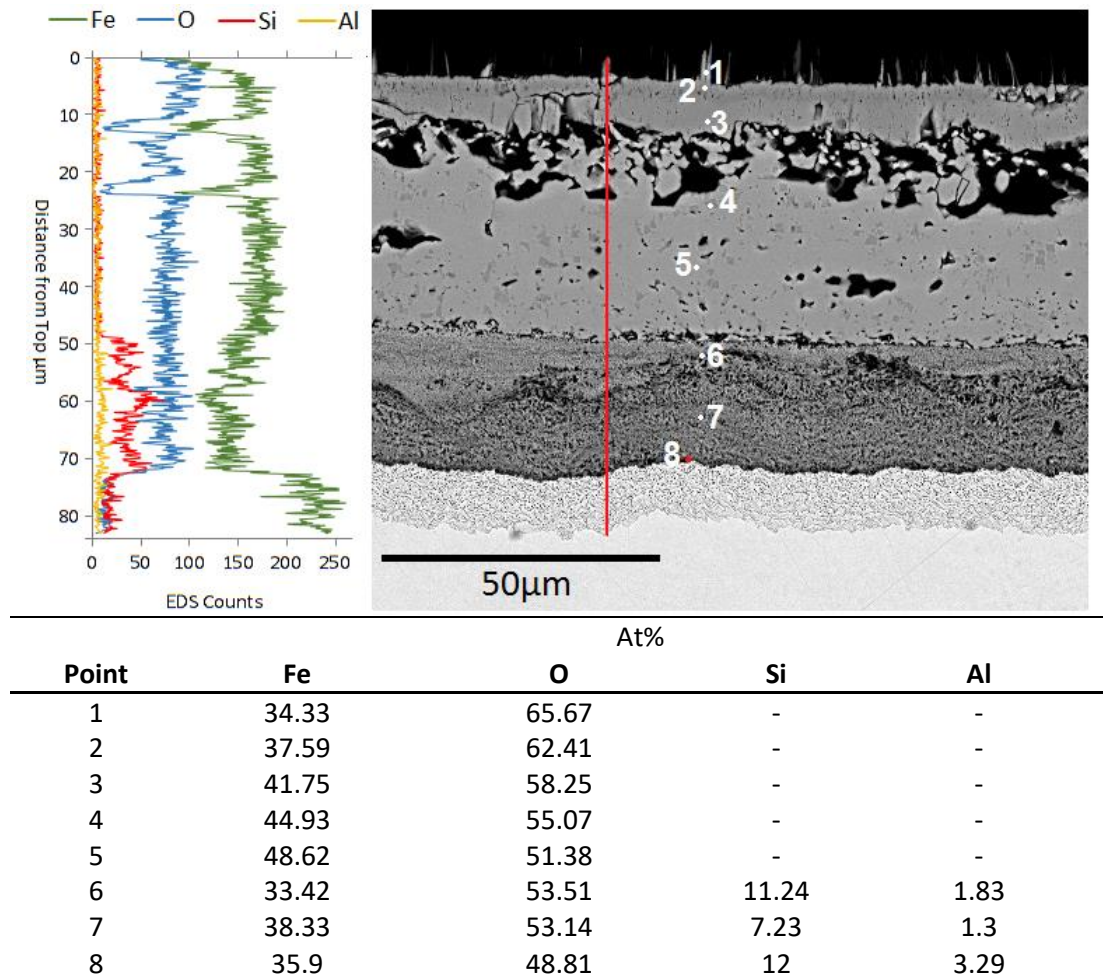 Fe O Si Al
0
10
20
30
40
50
60
70
80
Distance from Top μm
0 50 100 150 200 250
EDS Counts
1
2
3
4
5
6
7
8
50μm
At%
Point Fe O Si Al
1 34.33 65.67 - -
2 37.59 62.41 - -
3 41.75 58.25 - -
4 44.93 55.07 - -
5 48.62 51.38 - -
6 33.42 53.51 11.24 1.83
7 38.33 53.14 7.23 1.3
8 35.9 48.81 12 3.29